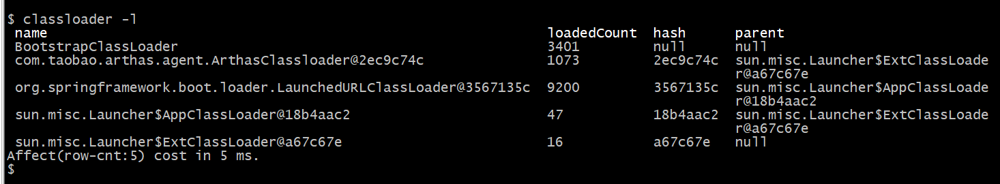 $ classloader -l
name loadedCount hash parent
BootstrapClassLoader 3401 null null
com.taobao.arthas.agent.ArthasClassloader@2ec9c74c 1073 2ec9c74c sun.misc.Launcher$ExtClassLoade
r@a67c67e
org.springframework.boot.loader.LaunchedURLClassLoader@3567135c 9200 3567135c sun.misc.Launcher$AppClassLoade
r@18b4aac2
sun.misc.Launcher$AppClassLoader@18b4aac2 47 18b4aac2 sun.misc.Launcher$ExtClassLoade
r@a67c67e
sun.misc.Launcher$ExtClassLoader@a67c67e 16 a67c67e null
Affect(row-cnt:5) cost in 5 ms.
$